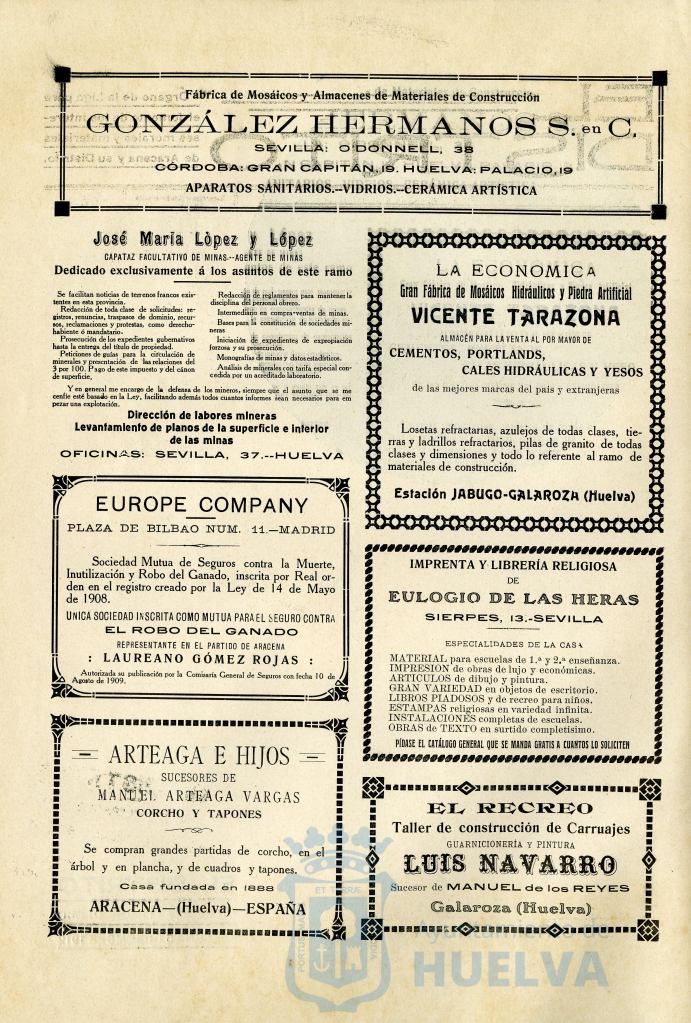 Fábrica de Mosáicos y Almacenes de Materiales de Construcción
GONZÁLEZ HERMANOS S. en C.
SEVILLA: O'DONNELL, 38
CÓRDOBA: GRAN CAPITÁN, 19. HUELVA: PALACIO, 19
APARATOS SANITARIOS.--VIDRIOS.--CERÁMICA ARTÍSTICA
José María Lòpez y López
CAPATAZ FACULTATIVO DE MINAS--AGENTE DE MINAS
Dedicado exclusivamente á los asuntos de este ramo
Se facilitan noticias de terrenos francos existentes en esta provincia.
Redacción de toda clase de solicitudes: registros, renuncias, traspasos de dominio, recursos, reclamaciones y protestas, como derechohabiente ó mandatario.
Prosecución de los expedientes gubernativos hasta la entrega del título de propiedad.
Peticiones de guías para la circulación de minerales y presentación de las relaciones del 3 por 100. Pago de este impuesto y del cánon de superficie,
Redacción de reglamentos para mantener la disciplina del personal obrero.
Intermediario en compra-ventas de minas.
Bases para la constitución de sociedades mineras
Iniciación de expedientes de expropiación forzosa y su prosecución.
Monografías de minas y datos estadísticos.
Análisis de minerales con tarifa especial concedida por un acreditado laboratorio.
Y en general me encargo de la defensa de los mineros, siempre que el asunto que se me
confíe esté basado en la Ley, facilitando además todos cuantos informes sean necesarios para em
pezar una explotación.
Dirección de labores mineras
Levantamiento de planos de la superficie e interior
de las minas
OFICINAS: SEVILLA, 37.--HUELVA
LA ECONOMICA
Gran Fábrica de Mosáicos Hidráulicos y Piedra Artificial
VICENTE TARAZONA
ALMACÉN PARA LA VENTA AL POR MAYOR DE
CEMENTOS, PORTLANDS,
CALES HIDRÁULICAS Y YESOS
de las mejores marcas del país y extranjeras
Losetas refractarias, azulejos de todas clases, tie-
rras y ladrillos refractarios, pilas de granito de todas
clases y dimensiones y todo lo referente al ramo de
materiales de construcción.
Estación JABUGO-GALAROZA (Huelva)
EUROPE COMPANY
PLAZA DE BILBAO NUM. 11.—MADRID
Sociedad Mutua de Seguros contra la Muerte,
Inutilización y Robo del Ganado, inscrita por Real or-
den en el registro creado por la Ley de 14 de Mayo
de 1908.
UNICA SOCIEDAD INSCRITA COMO MUTUA PARA EL SEGURO CONTRA
EL ROBO DEL GANADO
REPRESENTANTE EN EL PARTIDO DE ARACENA
: LAUREANO GÓMEZ ROJAS :
Autorizada su publicación por la Comisaría General de Seguros con fecha 10 de
Agosto de 1909.
IMPRENTA Y LIBRERÍA RELIGIOSA
DE
EULOGIO DE LAS HERAS
SIERPES, 13.-SEVILLA
ESPECIALIDADES DE LA CASA
MATERIAL para escuelas de 1.ª y 2.ª enseñanza.
IMPRESION de obras de lujo y económicas.
ARTICULOS de dibujo y pintura.
GRAN VARIEDAD en objetos de escritorio.
LIBROS PIADOSOS y de recreo para niños.
ESTAMPAS religiosas en variedad infinita.
INSTALACIONES completas de escuelas.
OBRAS de TEXTO en surtido completísimo.
PÍDASE EL CATÁLOGO GENERAL QUE SE MANDA GRATIS A CUANTOS LO SOLICITEN
ARTEAGA E HIJOS
SUCESORES DE
MANUEL ARTEAGA VARGAS
CORCHO Y TAPONES
Se compran grandes partidas de corcho, en el
árbol y en plancha, y de cuadros y tapones.
Casa fundada en 1888
ARACENA—(Huelva)—ESPAÑA
EL RECREO
Taller de construcción de Carruajes
GUARNICIONERÍA Y PINTURA
LUIS NAVARRO
Sucesor de MANUEL de los REYES
Galaroza (Huelva)
Ayuntamiento de
HUELVA